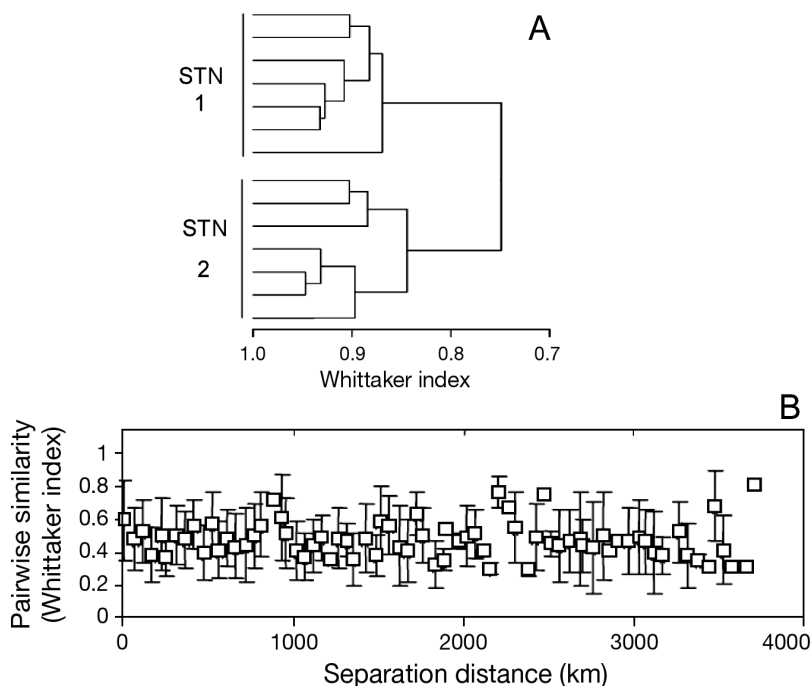 A
STN
1
STN
2
1.0 0.9 0.8 0.7
Whittaker index
B
Pairwise similarity
(Whittaker index)
1
0.8
0.6
0.4
0.2
0
0 1000 2000 3000 4000
Separation distance (km)